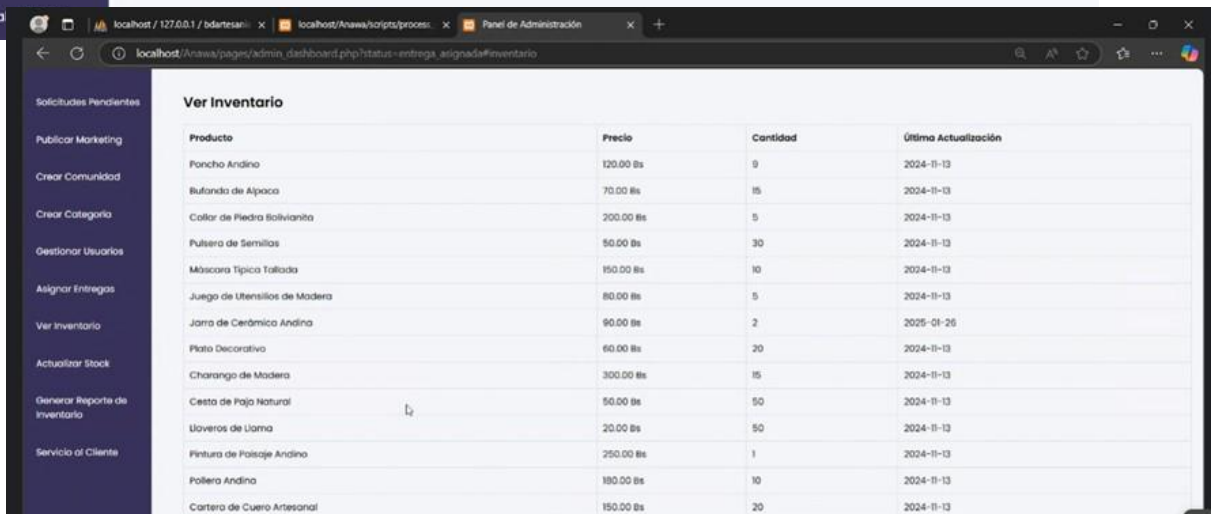 localhost / 127.0.0.1 / bdartesani
localhost/Anawa/scripts/process
Panel de Administración
localhost/Anawa/pages/admin_dashboard.php?status=entrega_asignada#inventario
Solicitudes Pendientes
Publicar Marketing
Crear Comunidad
Crear Categoría
Gestionar Usuarios
Asignar Entregas
Ver Inventario
Actualizar Stock
Generar Reporte de
Inventario
Servicio al Cliente
Ver Inventario
Producto Precio Cantidad Última Actualización
Poncho Andino 120.00 Bs 9 2024-11-13
Bufanda de Alpaca 70.00 Bs 15 2024-11-13
Collar de Piedra Bolivianita 200.00 Bs 5 2024-11-13
Pulsera de Semillas 50.00 Bs 30 2024-11-13
Máscara Típica Tallada 150.00 Bs 10 2024-11-13
Juego de Utensilios de Madera 80.00 Bs 5 2024-11-13
Jarra de Cerámica Andina 90.00 Bs 2 2025-01-26
Plato Decorativo 60.00 Bs 20 2024-11-13
Charango de Madera 300.00 Bs 15 2024-11-13
Cesta de Paja Natural 50.00 Bs 50 2024-11-13
Lloveros de Llama 20.00 Bs 50 2024-11-13
Pintura de Paisaje Andino 250.00 Bs 1 2024-11-13
Pollera Andina 180.00 Bs 10 2024-11-13
Cartera de Cuero Artesanal 150.00 Bs 20 2024-11-13